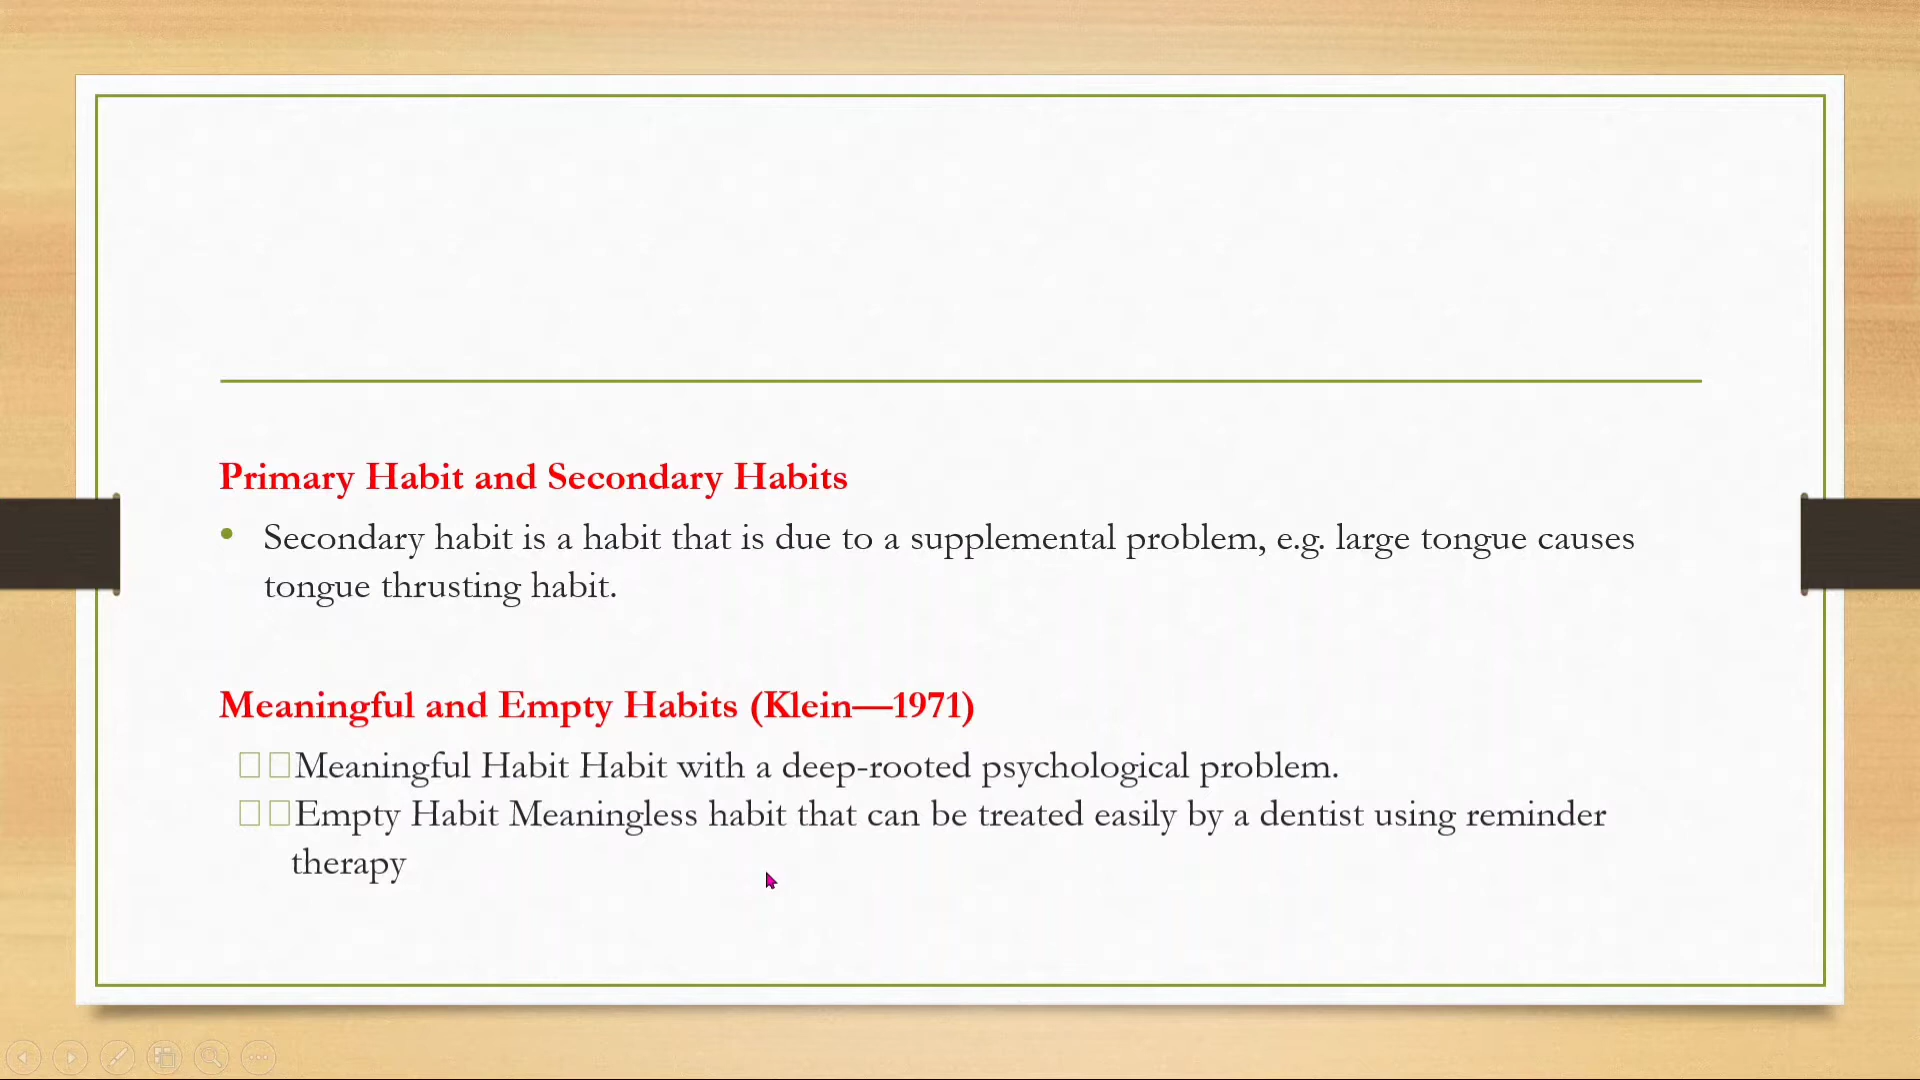 Primary Habit and Secondary Habits
• Secondary habit is a habit that is due to a supplemental problem, e.g. large tongue causes
tongue thrusting habit.
Meaningful and Empty Habits (Klein—1971)
□□Meaningful Habit Habit with a deep-rooted psychological problem.
□□Empty Habit Meaningless habit that can be treated easily by a dentist using reminder
therapy